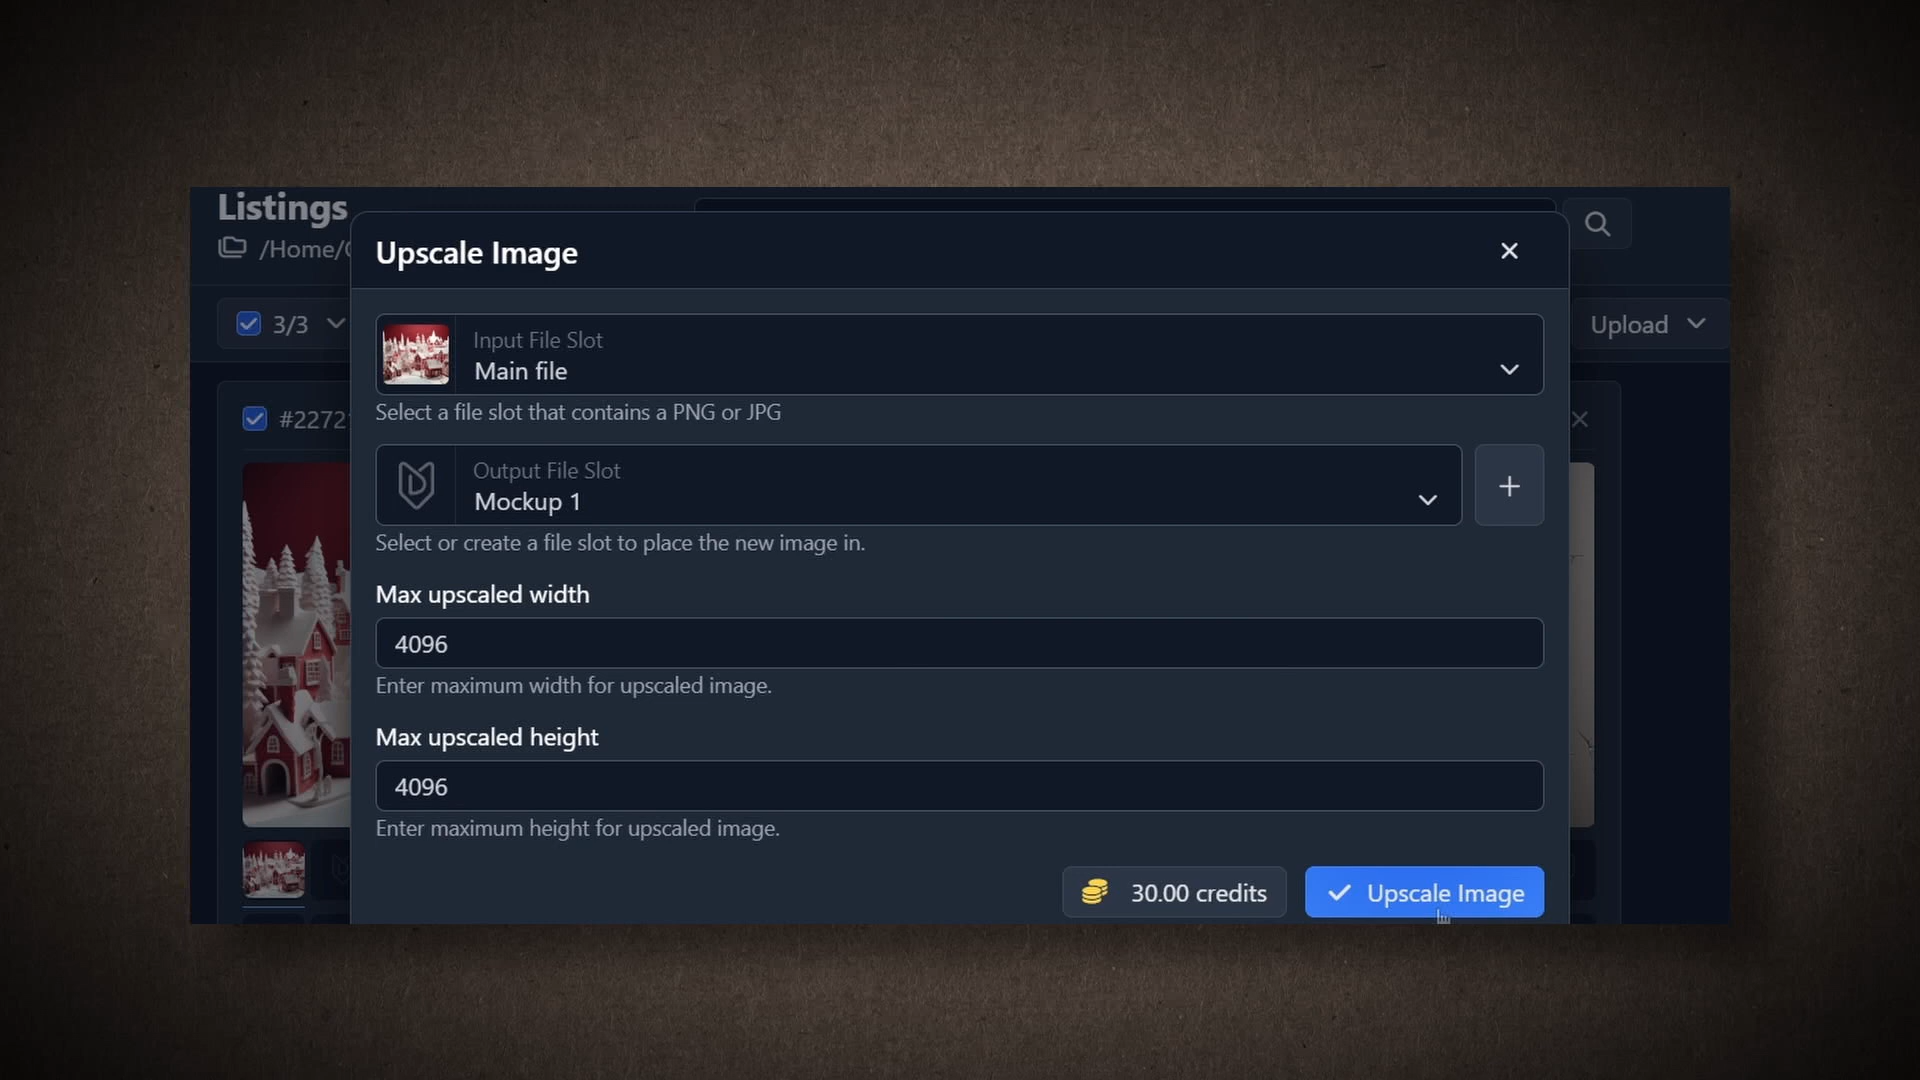 Listings
/Home/
Upscale Image
3/3
Input File Slot
Main file
Upload
Select a file slot that contains a PNG or JPG
#2272
Output File Slot
Mockup 1
Select or create a file slot to place the new image in.
Max upscaled width
4096
Enter maximum width for upscaled image.
Max upscaled height
4096
Enter maximum height for upscaled image.
30.00 credits
Upscale Image